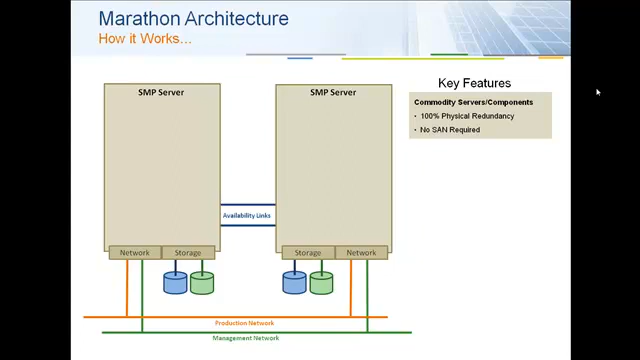 Marathon Architecture
How it Works...
SMP Server
SMP Server
Key Features
Commodity Servers/Components
• 100% Physical Redundancy
• No SAN Required
Availability Links
Network
Storage
Storage
Network
Production Network
Management Network